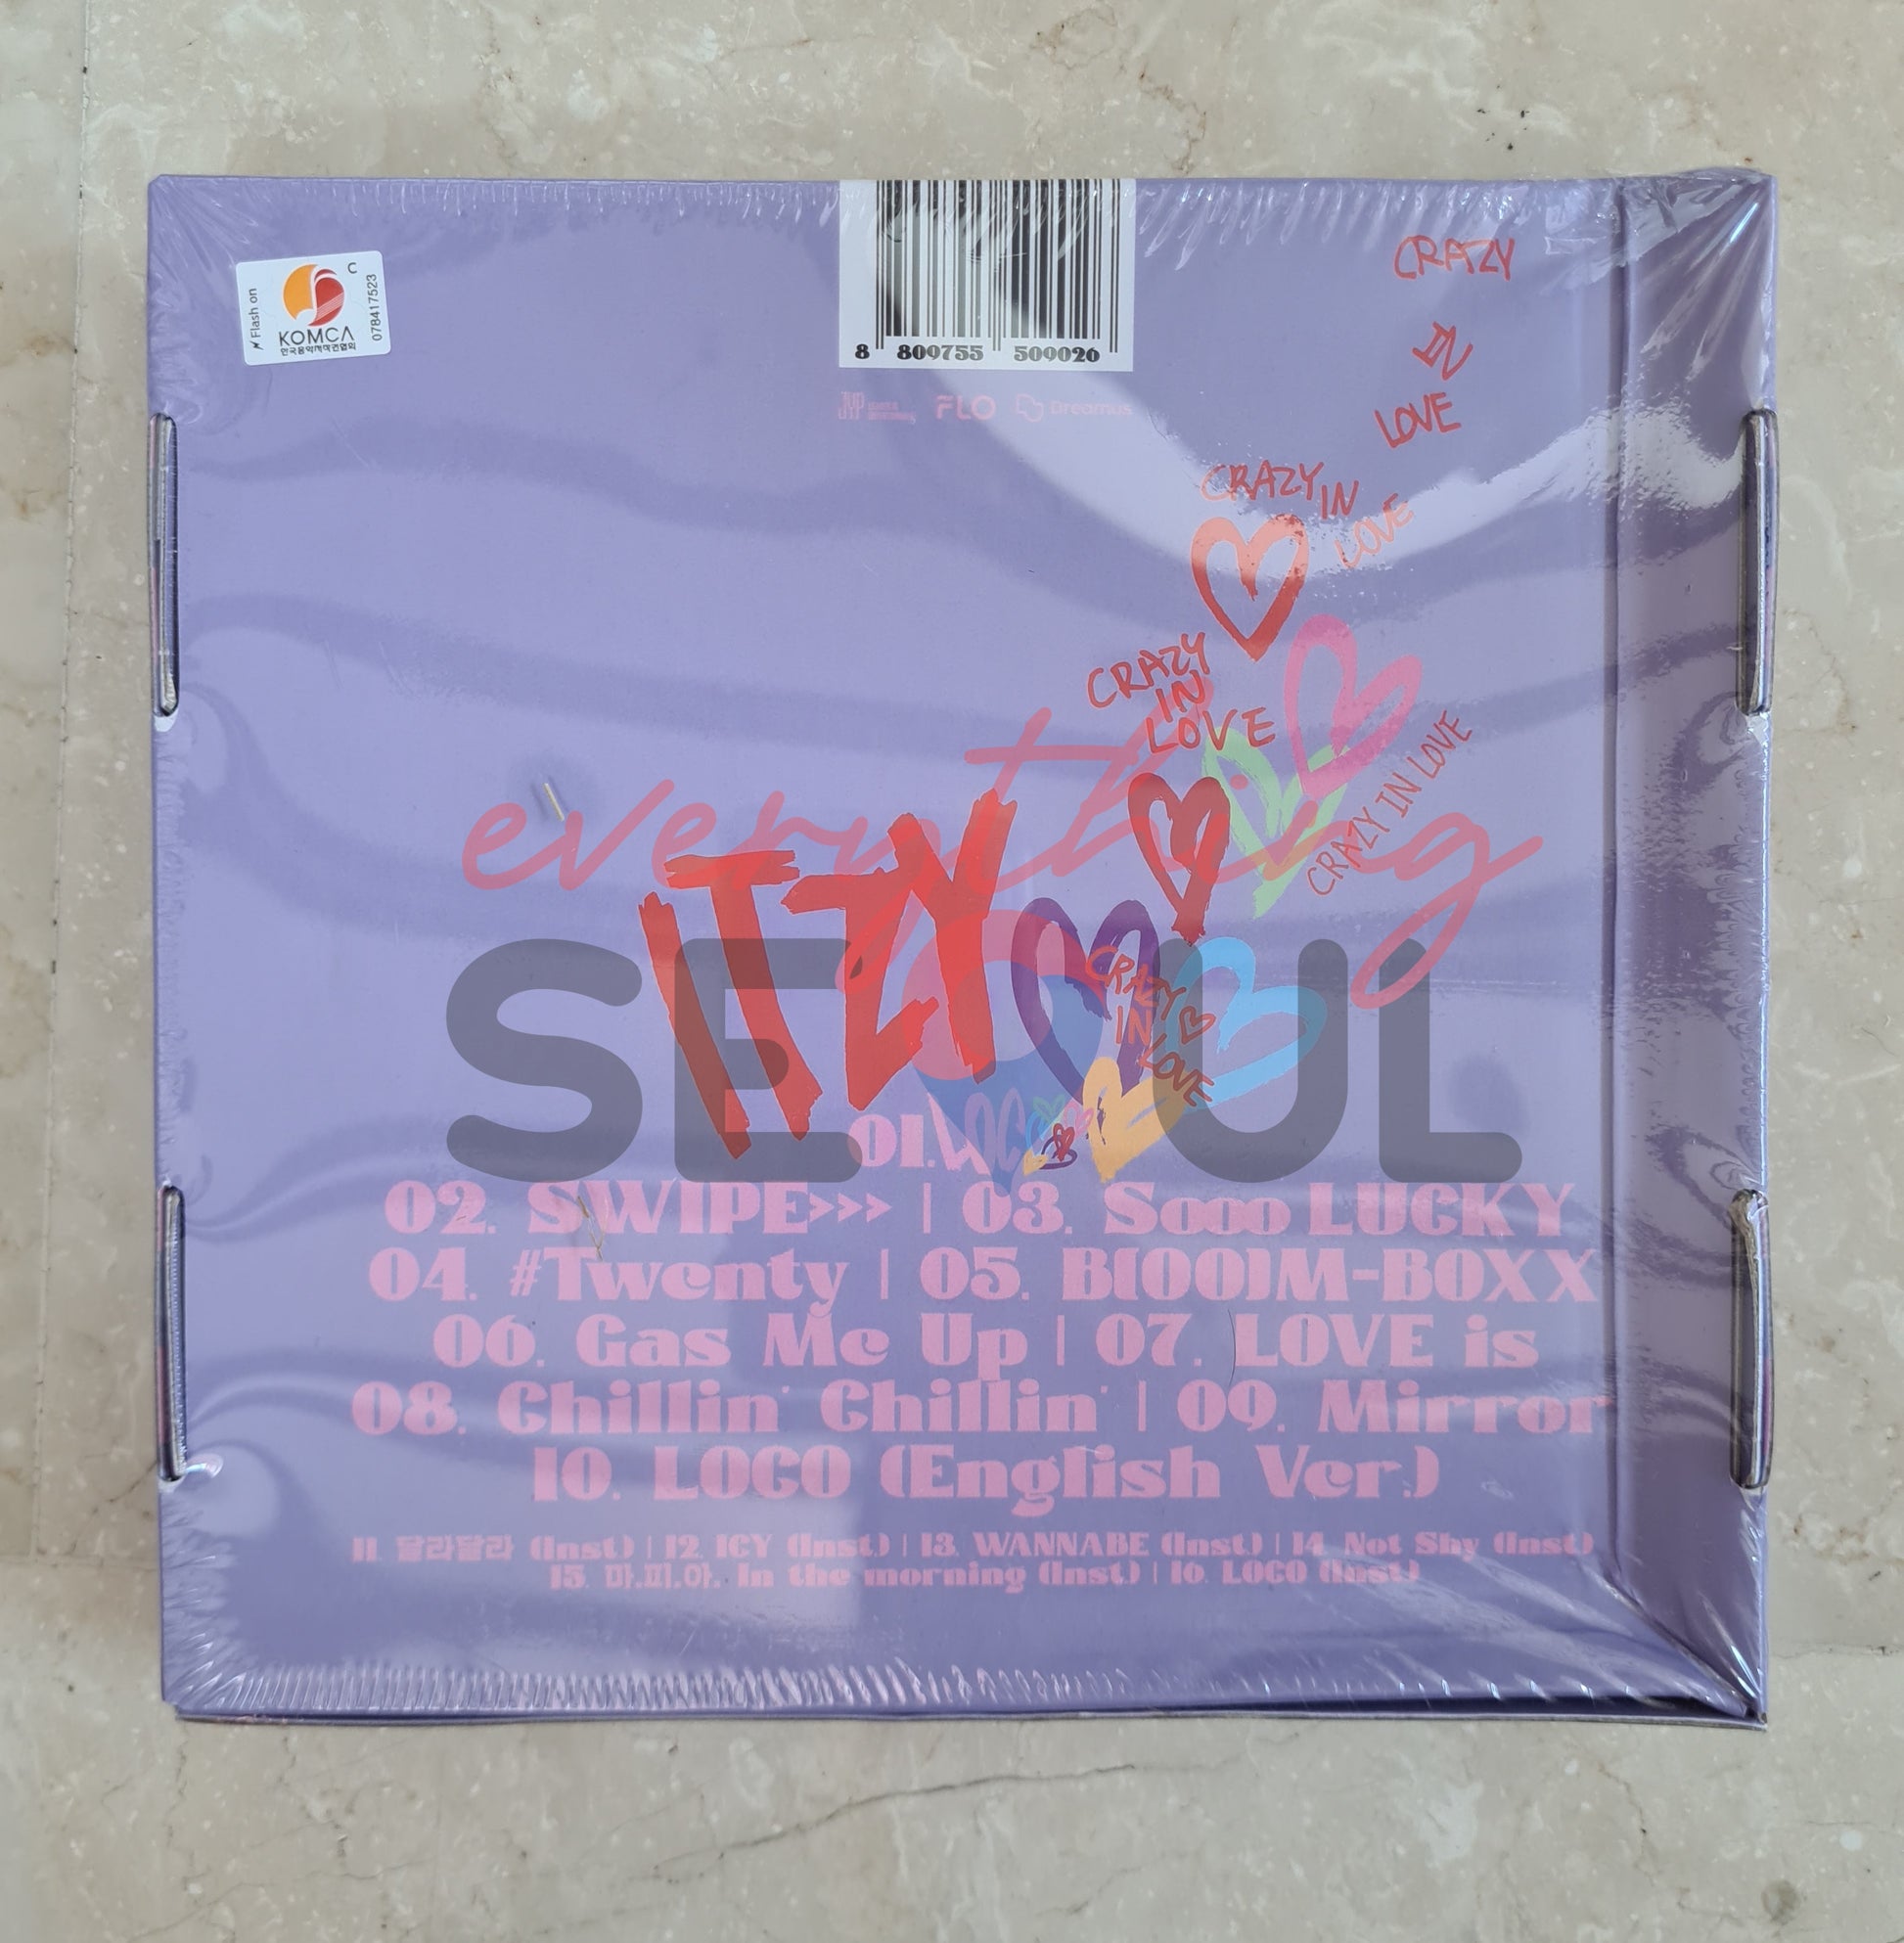 Flash on
C
KOMCA
한국음악저작권협회
078417523
8 809755 509026
JYP
FLO
Dreamus
CRAZY
IN
LOVE
CRAZY IN
LOVE
CRAZY
IN
LOVE
CRAZY IN LOVE
everything
SEOUL
ITZY
CRAZY
IN
LOVE
01. LOCO
02. SWIPE>>> | 03. Sooo LUCKY
04. #Twenty | 05. B[OO]M-BOXX
06. Gas Me Up | 07. LOVE is
08. Chillin' Chillin' | 09. Mirror
10. LOCO (English Ver.)
11. 달라달라 (Inst.) | 12. ICY (Inst.) | 13. WANNABE (Inst.) | 14. Not Shy (Inst.)
15. 마.피.아. In the morning (Inst.) | 16. LOCO (Inst.)